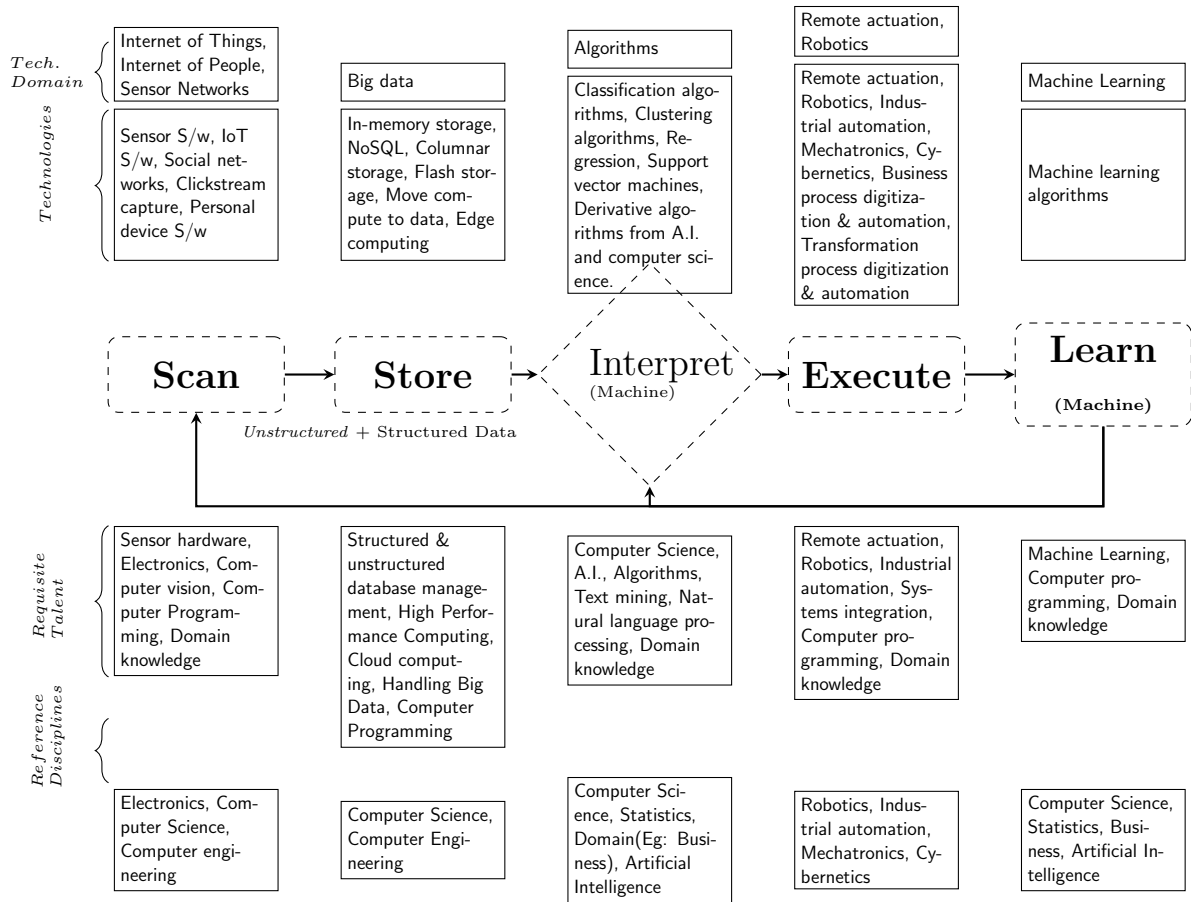 Tech.
Domain
Internet of Things,
Internet of People,
Sensor Networks
Big data
Algorithms
Remote actuation,
Robotics
Machine Learning
Technologies
Sensor S/w, IoT
S/w, Social net-
works, Clickstream
capture, Personal
device S/w
In-memory storage,
NoSQL, Columnar
storage, Flash stor-
age, Move com-
pute to data, Edge
computing
Classification algo-
rithms, Clustering
algorithms, Re-
gression, Support
vector machines,
Derivative algo-
rithms from A.I.
and computer sci-
ence.
Remote actuation,
Robotics, Indus-
trial automation,
Mechatronics, Cy-
bernetics, Business
process digitiza-
tion & automation,
Transformation
process digitization
& automation
Machine learning
algorithms
Scan
Store
Interpret
(Machine)
Execute
Learn
(Machine)
Unstructured + Structured Data
Requisite
Talent
Sensor hardware,
Electronics, Com-
puter vision, Com-
puter Program-
ming, Domain
knowledge
Structured &
unstructured
database manage-
ment, High Perfor-
mance Computing,
Cloud comput-
ing, Handling Big
Data, Computer
Programming
Computer Science,
A.I., Algorithms,
Text mining, Nat-
ural language pro-
cessing, Domain
knowledge
Remote actuation,
Robotics, Industrial
automation, Sys-
tems integration,
Computer pro-
gramming, Domain
knowledge
Machine Learning,
Computer pro-
gramming, Domain
knowledge
Reference
Disciplines
Electronics, Com-
puter Science,
Computer engi-
neering
Computer Science,
Computer Engi-
neering
Computer Sci-
ence, Statistics,
Domain(Eg: Busi-
ness), Artificial
Intelligence
Robotics, Indus-
trial automation,
Mechatronics, Cy-
bernetics
Computer Science,
Statistics, Busi-
ness, Artificial In-
telligence